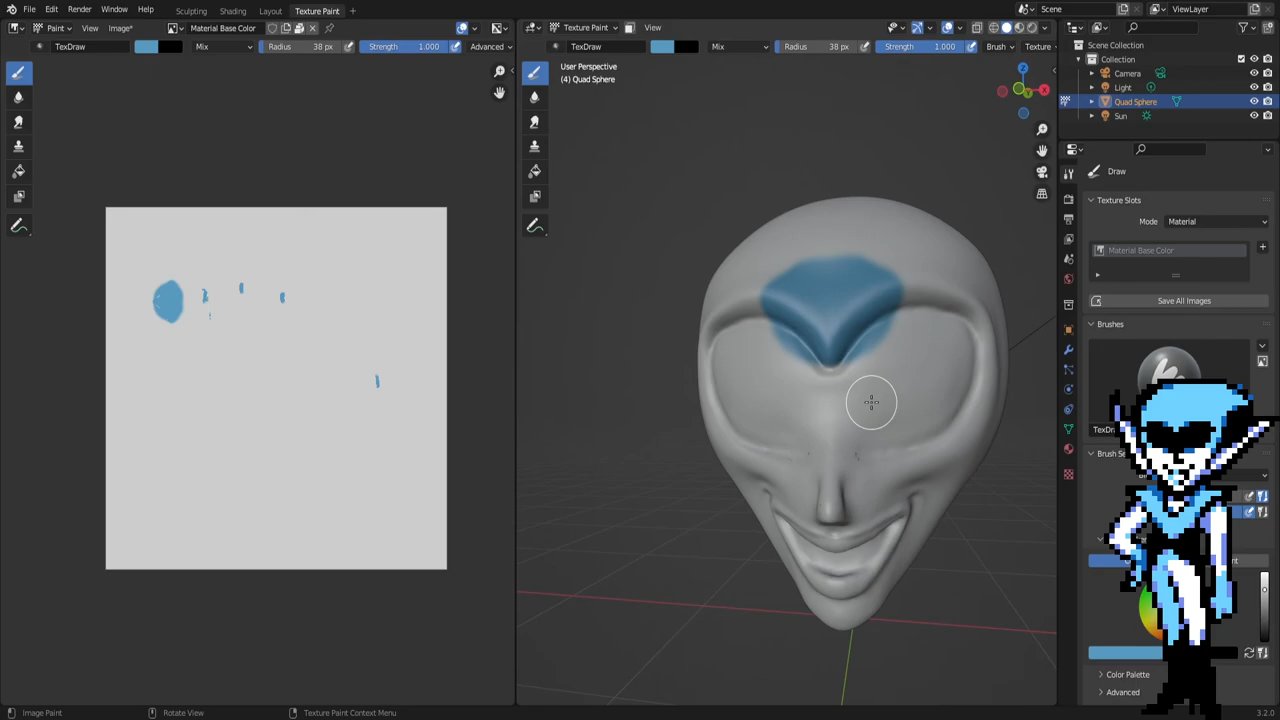 File Edit Render Window Help Sculpting Shading Layout Texture Paint + Scene ViewLayer
Paint View Image* Material Base Color Texture Paint View
TexDraw Mix Radius 38 px Strength 1.000 Advanced TexDraw Mix Radius 38 px Strength 1.000 Brush Texture
User Perspective
(4) Quad Sphere
Z
X
Y
Scene Collection
Collection
Camera
Light
Quad Sphere
Sun
Draw
Texture Slots
Mode Material
Material Base Color
Save All Images
Brushes
TexDr
Brush Se
Color Palette
Advanced
Image Paint Rotate View Texture Paint Context Menu 3.2.0